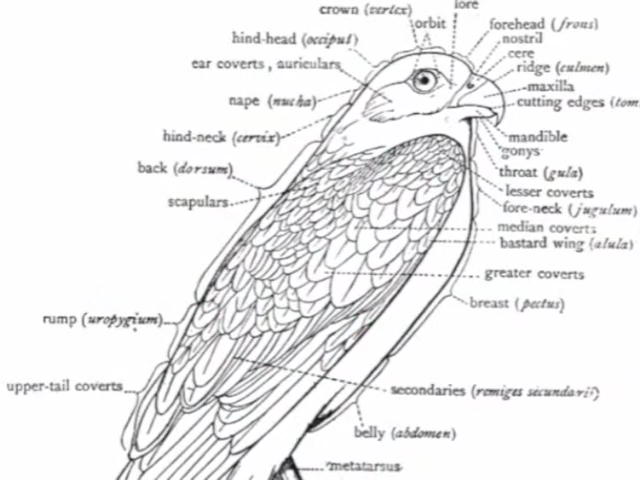 crown (vertex)
lore
orbit
forehead (frons)
hind-head (occiput)
nostril
cere
ear coverts, auriculars
ridge (culmen)
maxilla
nape (nucha)
cutting edges (tom
hind-neck (cervix)
mandible
gonys
back (dorsum)
throat (gula)
lesser coverts
scapulars
fore-neck (jugulum)
median coverts
bastard wing (alula)
greater coverts
breast (pectus)
rump (uropygium)
upper-tail coverts
secondaries (remiges secundarii)
belly (abdomen)
metatarsus